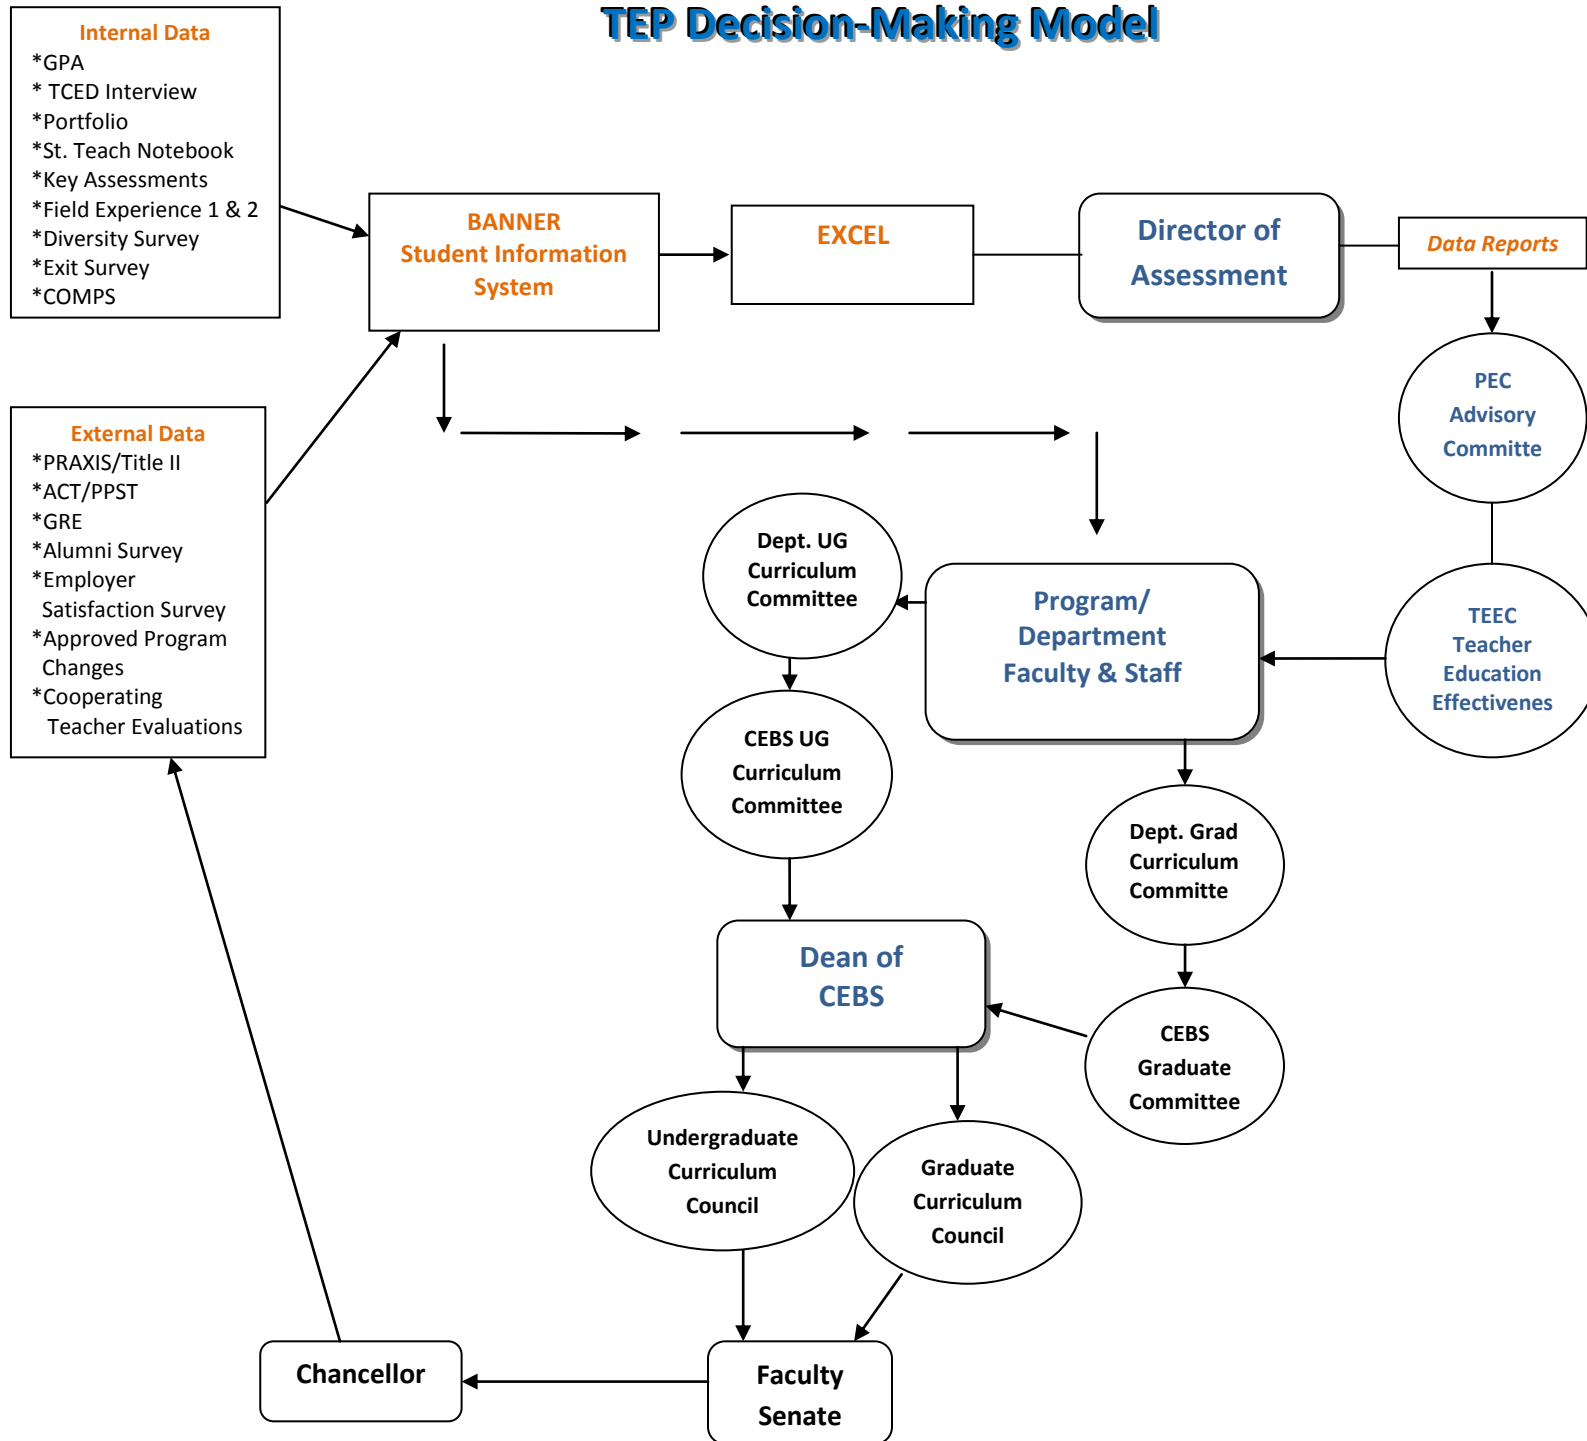 TEP Decision-Making Model
Internal Data
*GPA
* TCED Interview
*Portfolio
*St. Teach Notebook
*Key Assessments
*Field Experience 1 & 2
*Diversity Survey
*Exit Survey
*COMPS
BANNER
Student Information
System
EXCEL
Director of
Assessment
Data Reports
PEC
Advisory
Committe
External Data
*PRAXIS/Title II
*ACT/PPST
*GRE
*Alumni Survey
*Employer
Satisfaction Survey
*Approved Program
Changes
*Cooperating
Teacher Evaluations
Dept. UG
Curriculum
Committee
Program/
Department
Faculty & Staff
TEEC
Teacher
Education
Effectivenes
CEBS UG
Curriculum
Committee
Dept. Grad
Curriculum
Committe
Dean of
CEBS
CEBS
Graduate
Committee
Undergraduate
Curriculum
Council
Graduate
Curriculum
Council
Chancellor
Faculty
Senate